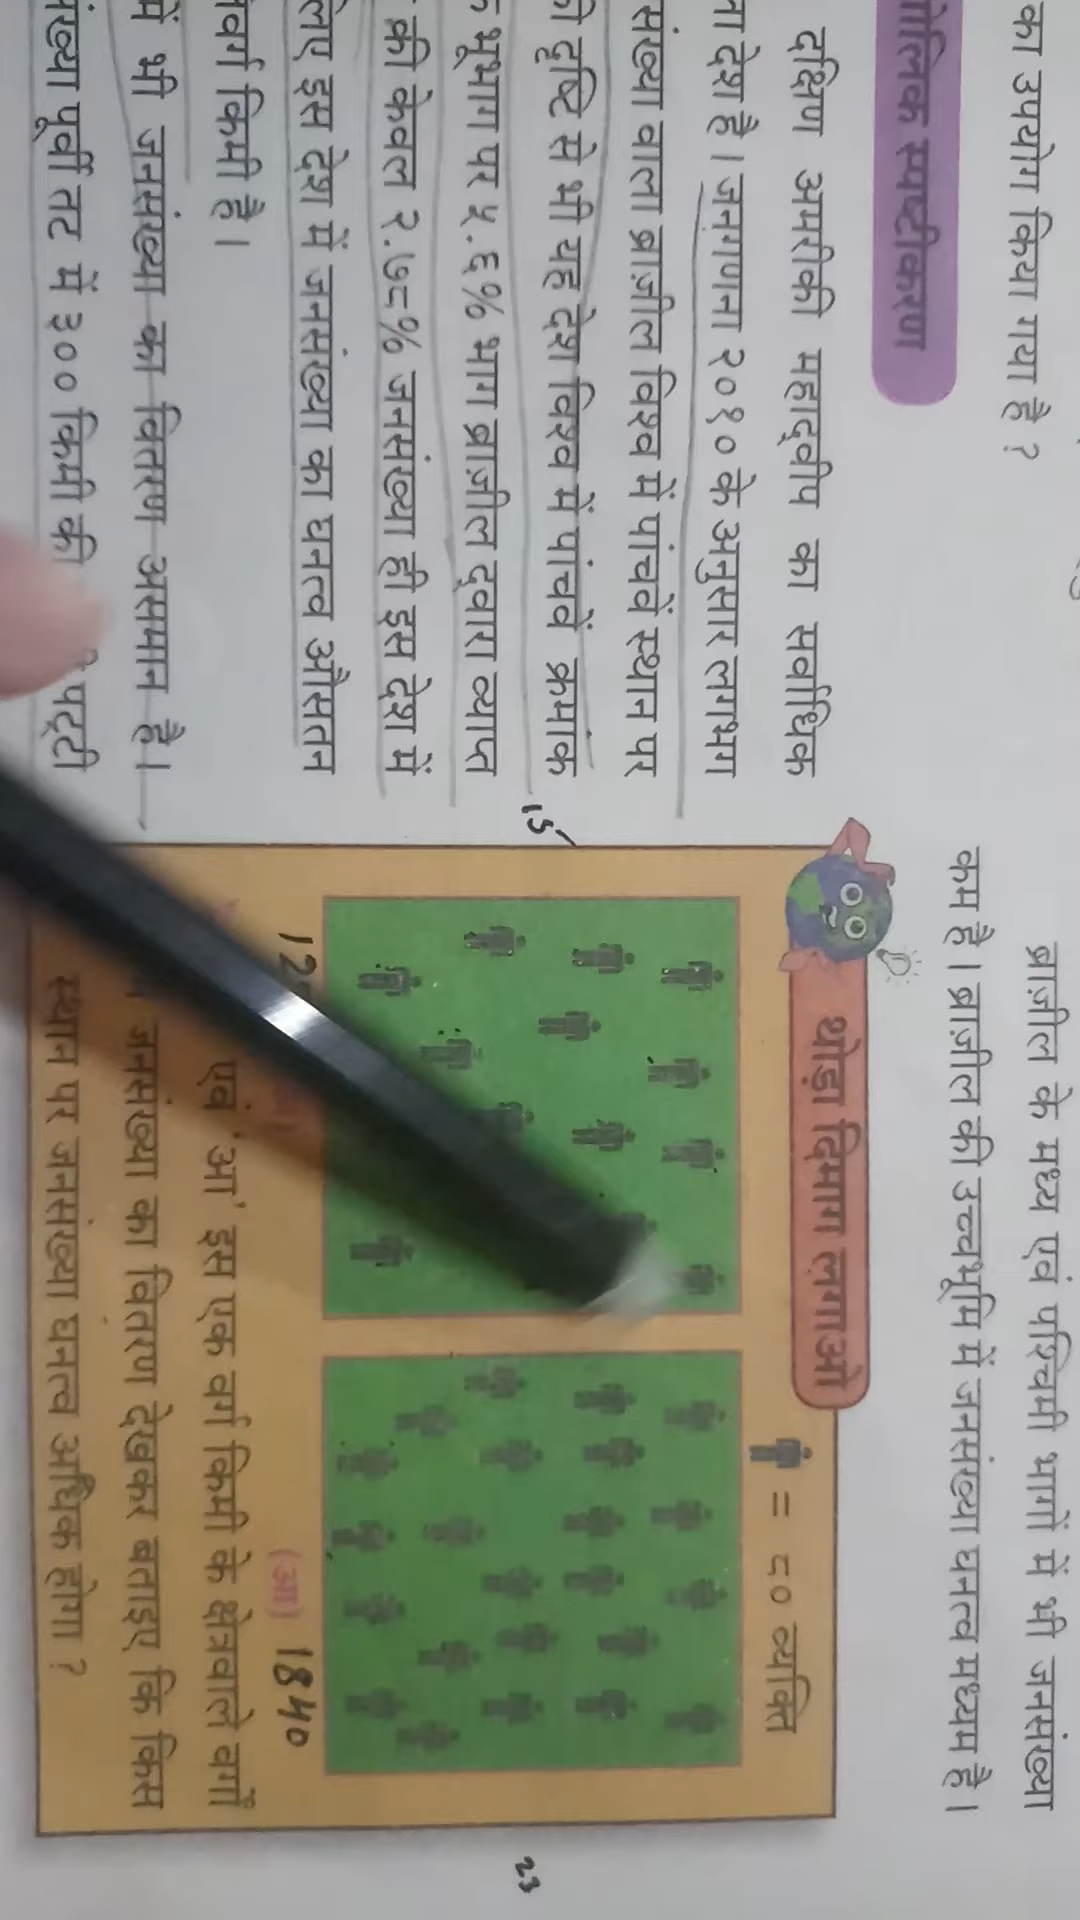 का उपयोग किया गया है ?
स्पष्टीकरण
दक्षिण अमरीकी महाद्वीप का सर्वाधिक
देश है । जनगणना २०१० के अनुसार लगभग
संख्या वाला ब्राज़ील विश्व में पांचवें स्थान पर
दृष्टि से भी यह देश विश्व में पांचवें क्रमांक
भूभाग पर ५.६% भाग ब्राज़ील द्वारा व्याप्त
की केवल २.७८% जनसंख्या ही इस देश में
इस देश में जनसंख्या का घनत्व औसतन
वर्ग किमी है ।
में भी जनसंख्या का वितरण असमान है ।
पूर्वी तट में ३०० किमी की पट्टी
ब्राज़ील के मध्य एवं पश्चिमी भागों में भी जनसंख्या
कम है । ब्राज़ील की उच्चभूमि में जनसंख्या घनत्व मध्यम है ।
थोड़ा दिमाग लगाओ
= ८० व्यक्ति
15
23
(आ) 1840
एवं 'आ' इस एक वर्ग किमी के क्षेत्रवाले वर्गों
जनसंख्या का वितरण देखकर बताइए कि किस
स्थान पर जनसंख्या घनत्व अधिक होगा ?